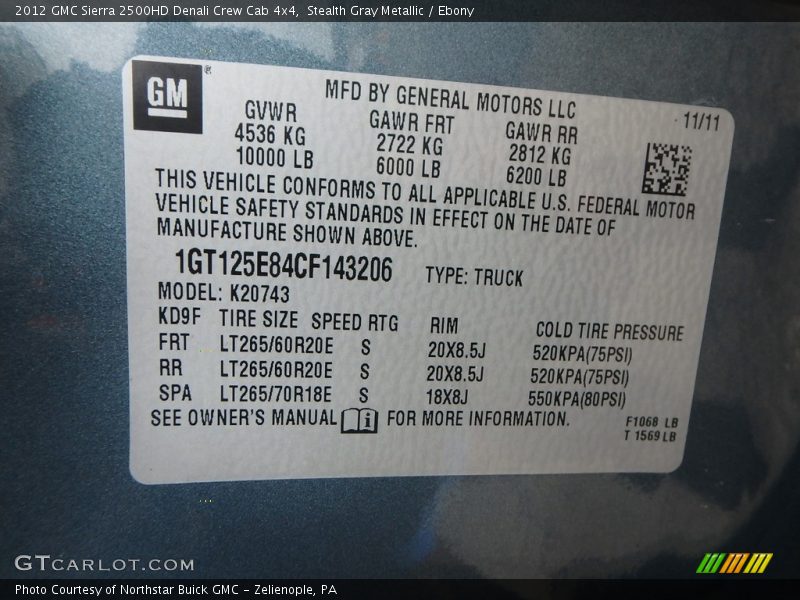 2012 GMC Sierra 2500HD Denali Crew Cab 4x4, Stealth Gray Metallic / Ebony
GM ®
MFD BY GENERAL MOTORS LLC
11/11
GVWR GAWR FRT GAWR RR
4536 KG 2722 KG 2812 KG
10000 LB 6000 LB 6200 LB
THIS VEHICLE CONFORMS TO ALL APPLICABLE U.S. FEDERAL MOTOR
VEHICLE SAFETY STANDARDS IN EFFECT ON THE DATE OF
MANUFACTURE SHOWN ABOVE.
1GT125E84CF143206 TYPE: TRUCK
MODEL: K20743
KD9F TIRE SIZE SPEED RTG RIM COLD TIRE PRESSURE
FRT LT265/60R20E S 20X8.5J 520KPA(75PSI)
RR LT265/60R20E S 20X8.5J 520KPA(75PSI)
SPA LT265/70R18E S 18X8J 550KPA(80PSI)
SEE OWNER'S MANUAL i FOR MORE INFORMATION.
F1068 LB
T 1569 LB
GTCARLOT.COM
Photo Courtesy of Northstar Buick GMC - Zelienople, PA